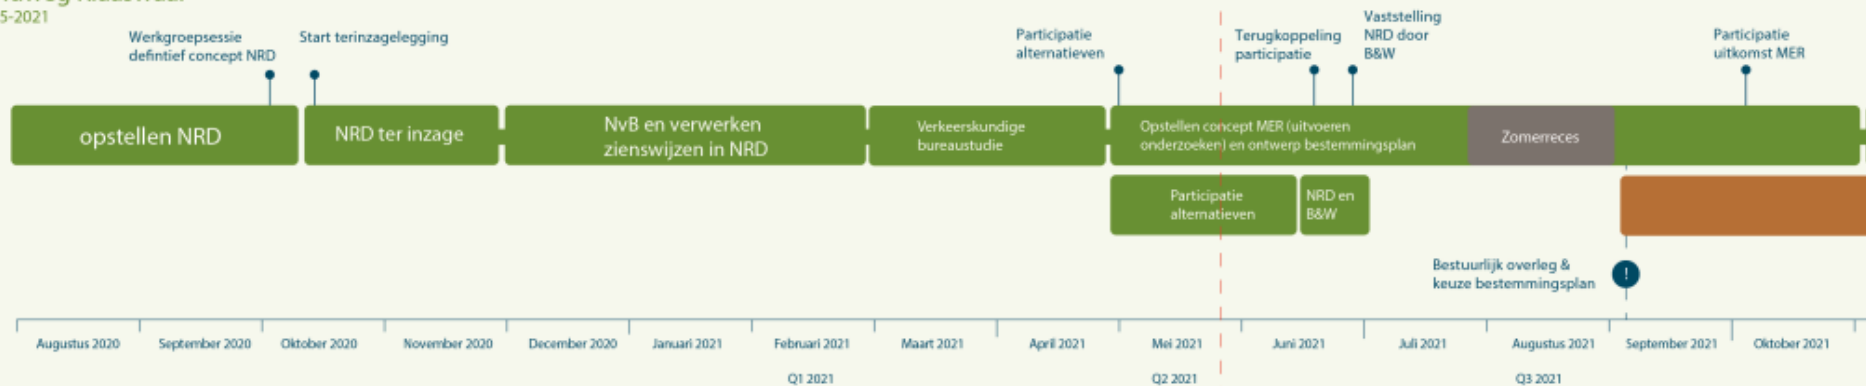 5-2021
Werkgroepsessie
defintief concept NRD
Start terinzagelegging
Participatie
alternatieven
Terugkoppeling
participatie
Vaststelling
NRD door
B&W
Participatie
uitkomst MER
opstellen NRD
NRD ter inzage
NvB en verwerken
zienswijzen in NRD
Verkeerskundige
bureaustudie
Opstellen concept MER (uitvoeren
onderzoeken) en ontwerp bestemmingsplan
Zomerreces
Participatie
alternatieven
NRD en
B&W
Bestuurlijk overleg &
keuze bestemmingsplan
!
Augustus 2020
September 2020
Oktober 2020
November 2020
December 2020
Januari 2021
Februari 2021
Maart 2021
April 2021
Mei 2021
Juni 2021
Juli 2021
Augustus 2021
September 2021
Oktober 2021
Q1 2021
Q2 2021
Q3 2021